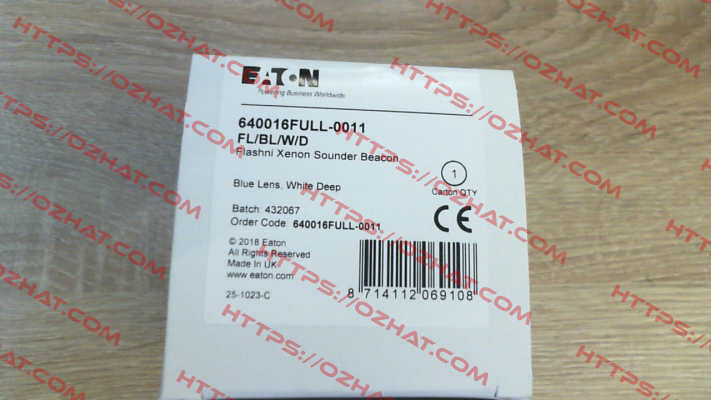 EATON
Powering Business Worldwide
640016FULL-0011
FL/BL/W/D
Flashni Xenon Sounder Beacon
1
Carton QTY
Blue Lens, White Deep
Batch: 432067
Order Code: 640016FULL-0011
CE
© 2018 Eaton
All Rights Reserved
Made In UK
www.eaton.com
25-1023-C
8 714112 069108
HTTPS://OZHAT.COM